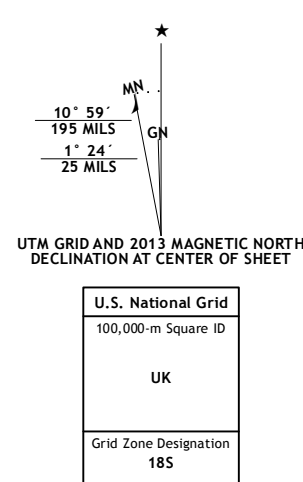 ★
MN
10° 59´
195 MILS
GN
1° 24´
25 MILS
UTM GRID AND 2013 MAGNETIC NORTH
DECLINATION AT CENTER OF SHEET
U.S. National Grid
100,000-m Square ID
UK
Grid Zone Designation
18S